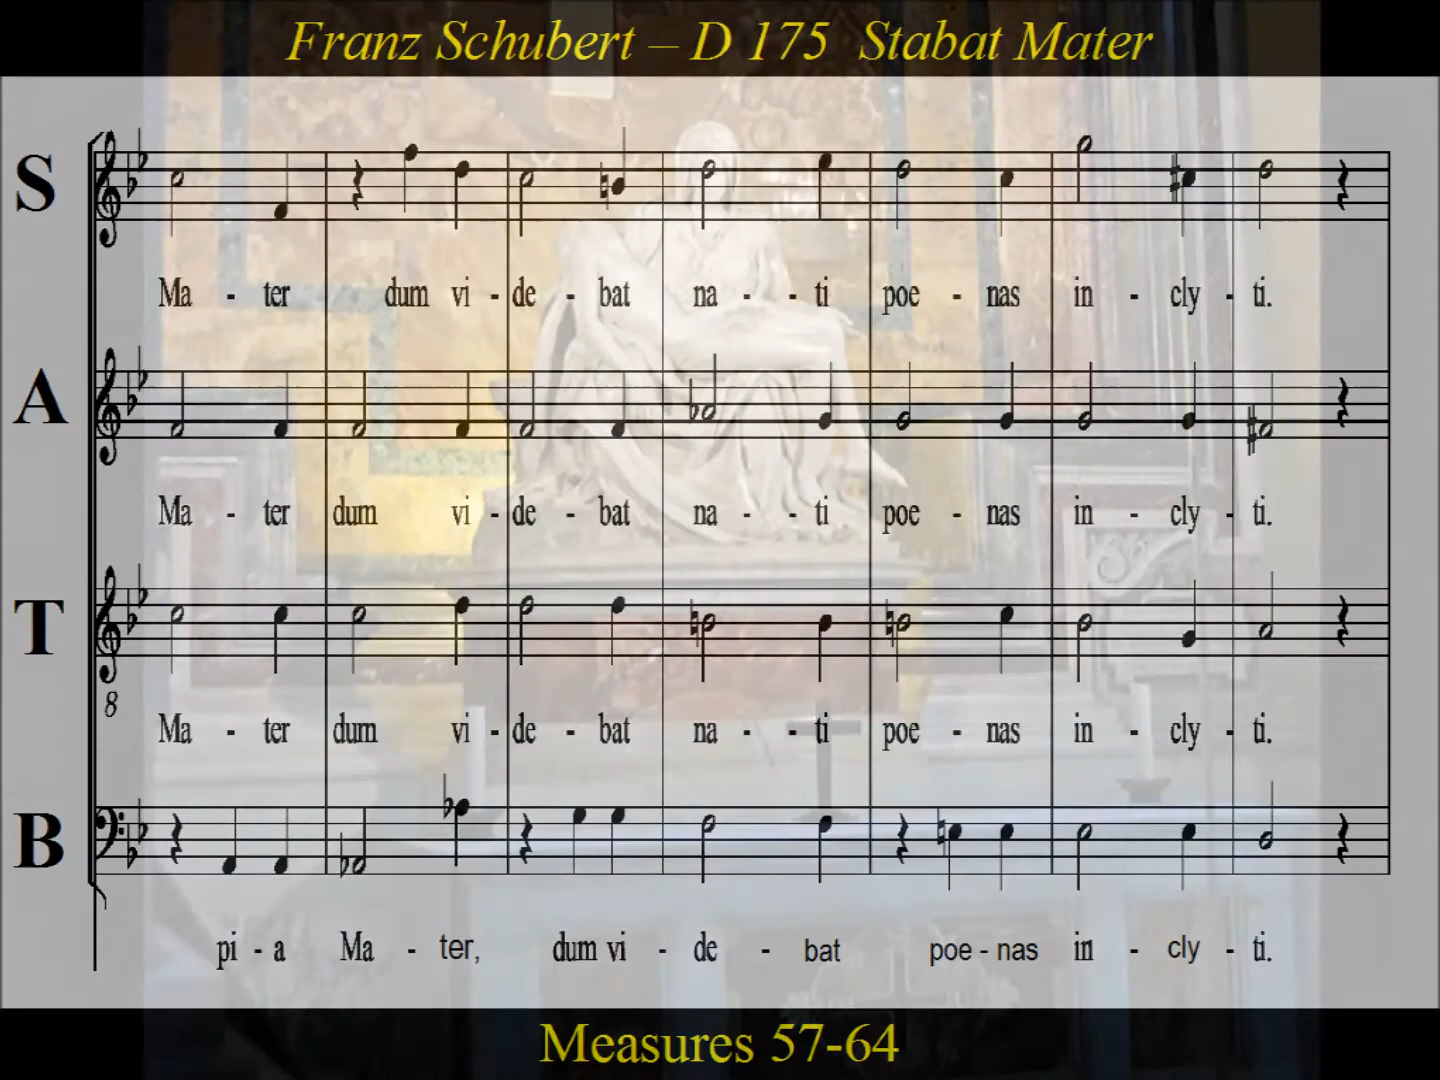 Franz Schubert – D 175 Stabat Mater
S
Ma - ter dum vi - de - bat na - - ti poe - nas in - cly - ti.
A
Ma - ter dum vi - de - bat na - - ti poe - nas in - cly - ti.
T
8
Ma - ter dum vi - de - bat na - - ti poe - nas in - cly - ti.
B
pi - a Ma - ter, dum vi - de - bat poe - nas in - cly - ti.
Measures 57-64